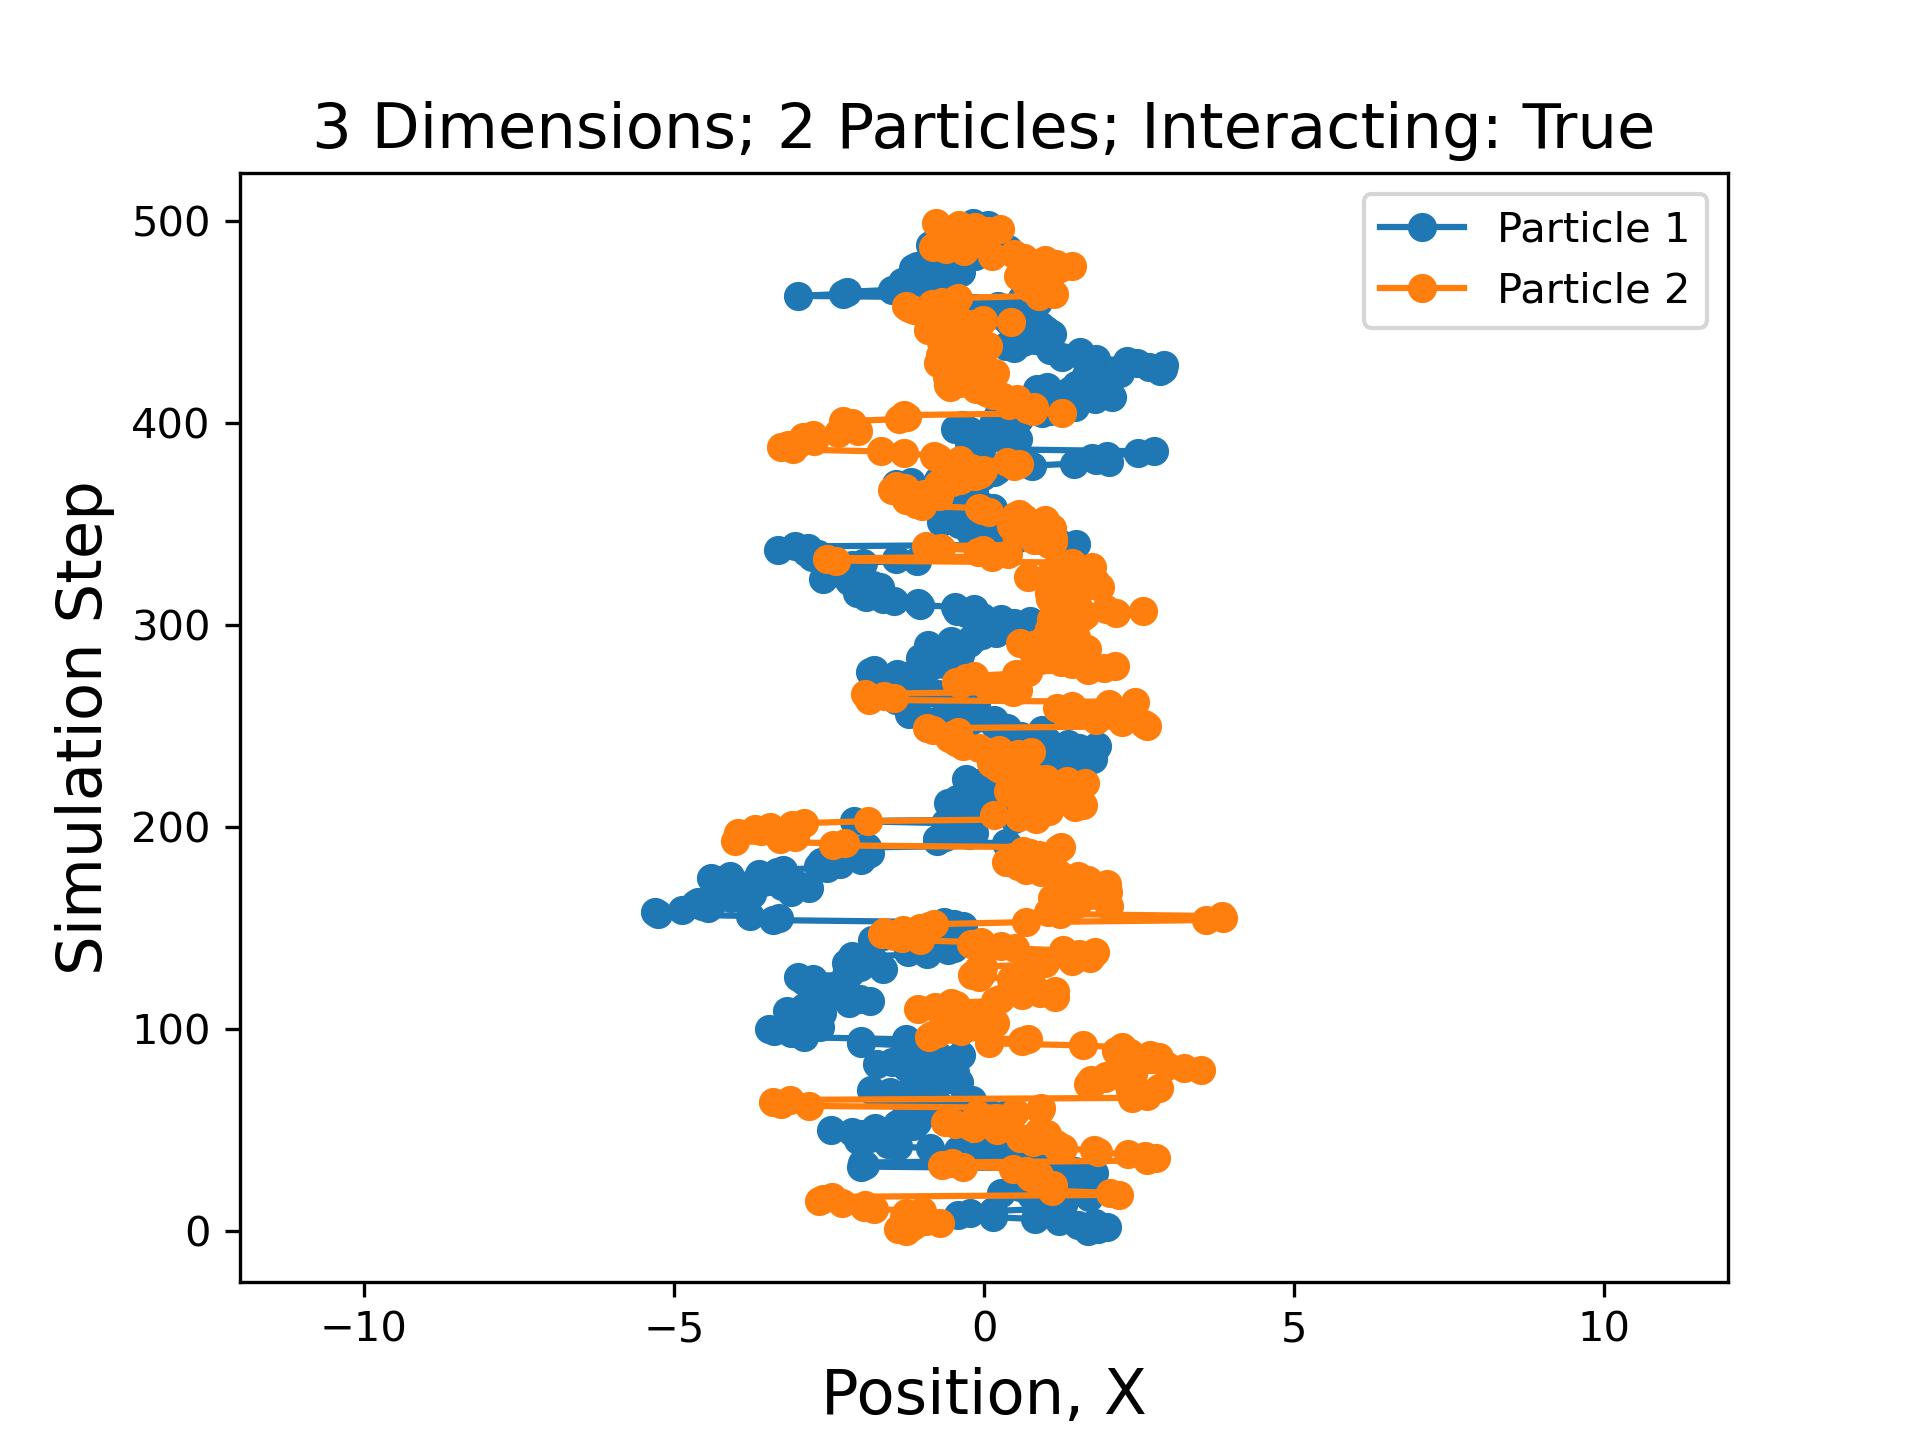 3 Dimensions; 2 Particles; Interacting: True
Particle 1
Particle 2
Simulation Step
500
400
300
200
100
0
−10
−5
0
5
10
Position, X